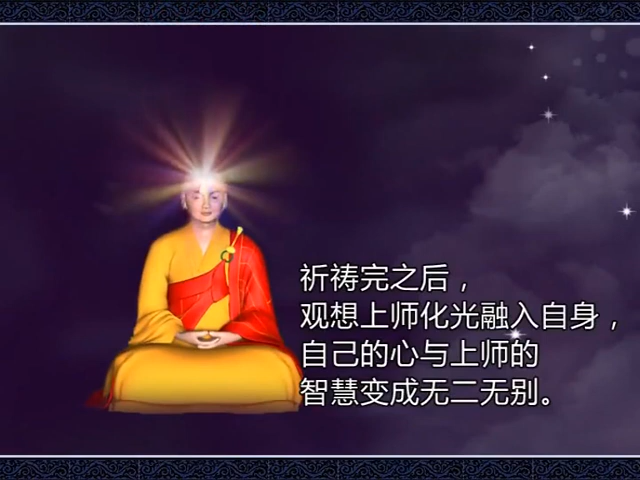 祈祷完之后，
观想上师化光融入自身，
自己的心与上师的
智慧变成无二无别。